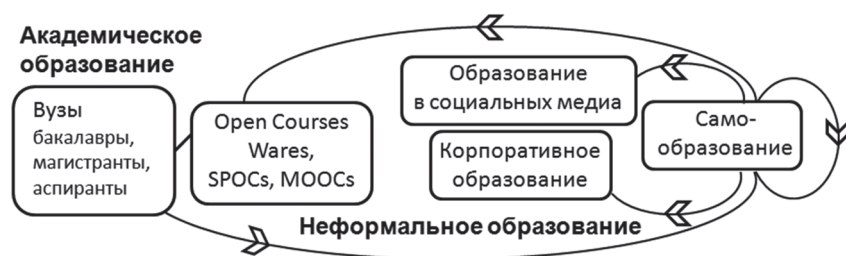 Академическое
образование
Вузы
бакалавры,
магистранты,
аспиранты
Open Courses
Wares,
SPOCs, MOOCs
Образование
в социальных медиа
Корпоративное
образование
Само-
образование
Неформальное образование